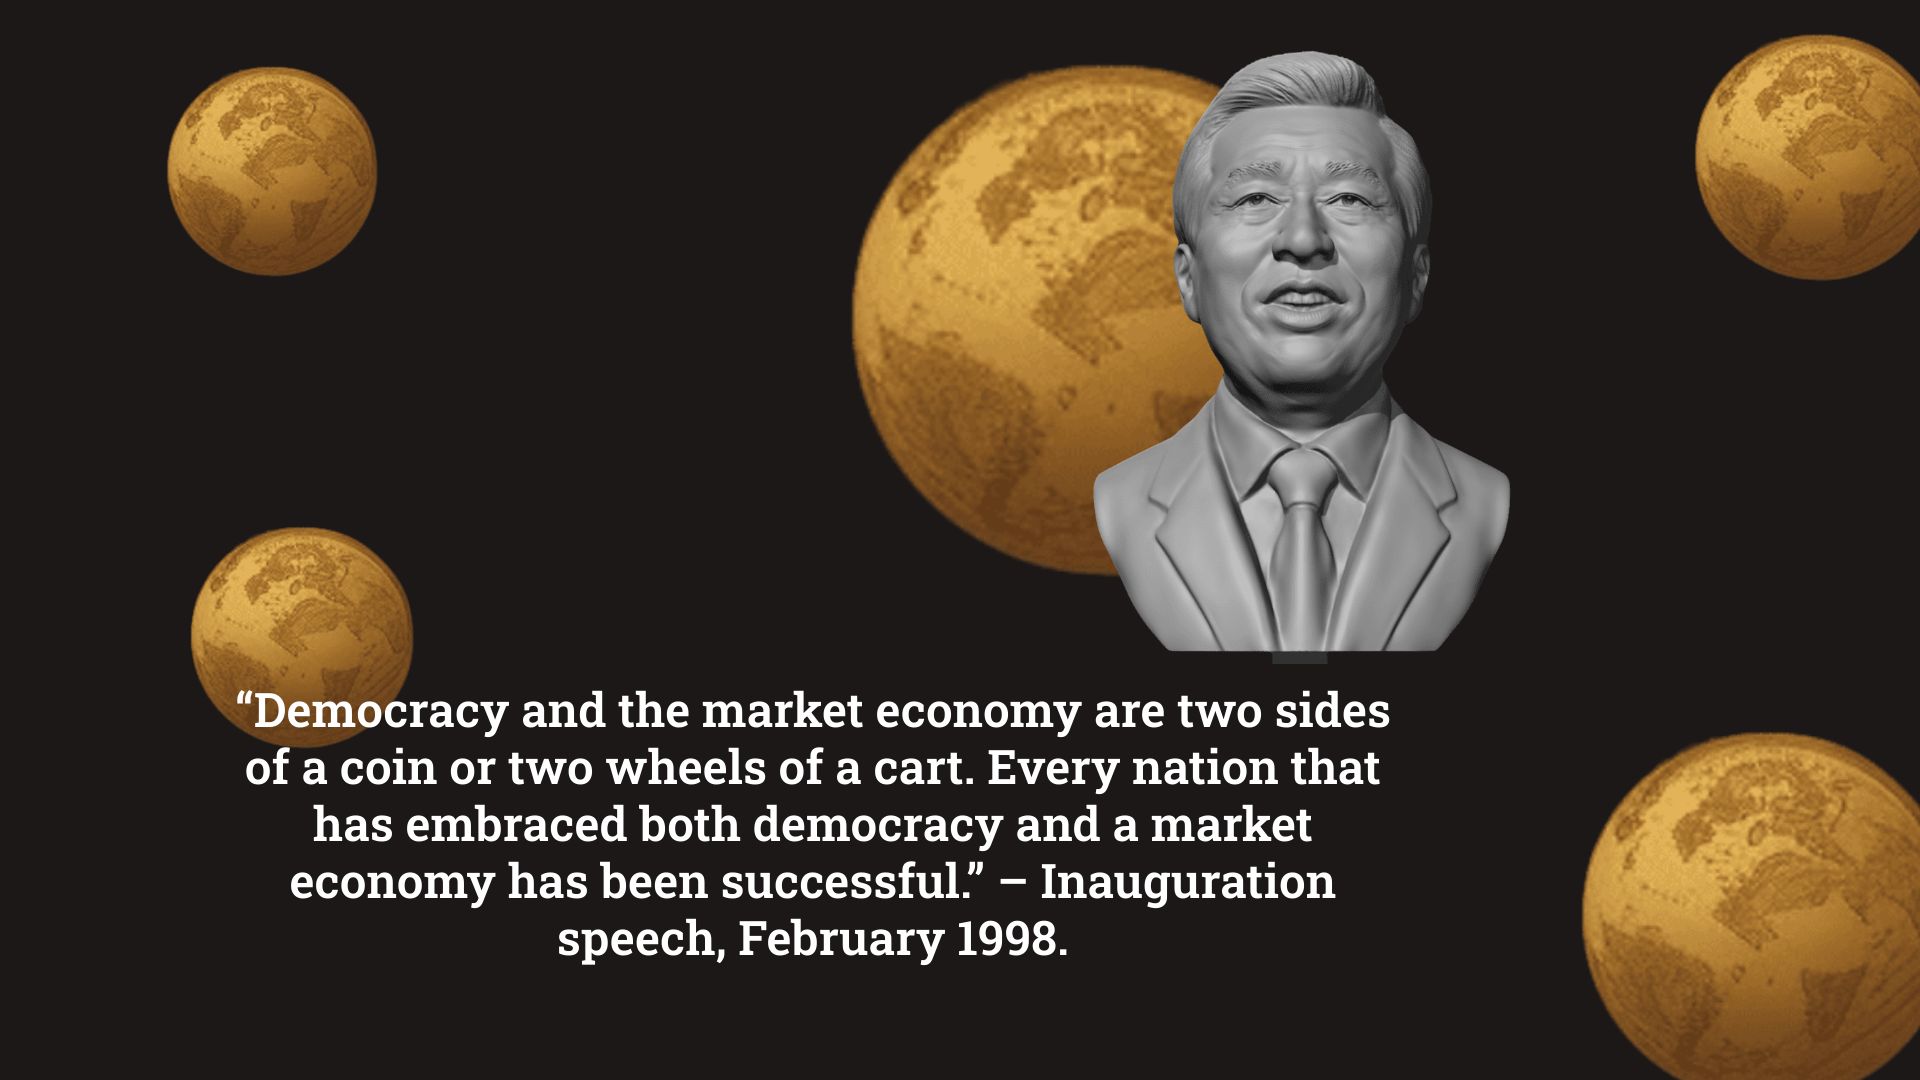 “Democracy and the market economy are two sides
of a coin or two wheels of a cart. Every nation that
has embraced both democracy and a market
economy has been successful.” – Inauguration
speech, February 1998.